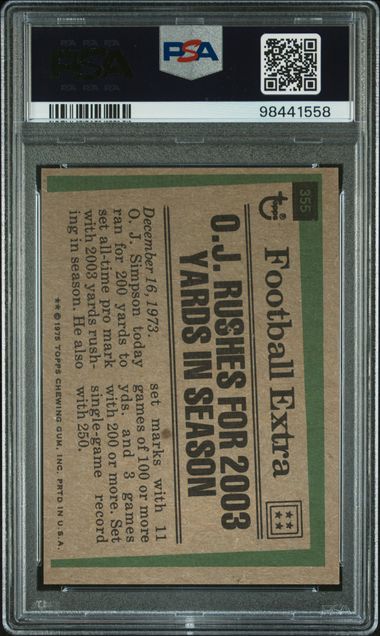 PSA
PSA
98441558
355
TOPPS
Football Extra
O.J. RUSHES FOR 2003
YARDS IN SEASON
December 16, 1973.
O. J. Simpson today
ran for 200 yards to
set all-time pro mark
with 2003 yards rush-
ing in season. He also
set marks with 11
games of 100 or more
yds. and 3 games
with 200 or more. Set
single-game record
with 250.
** © 1975 TOPPS CHEWING GUM, INC. PRTD IN U.S.A.
PSA